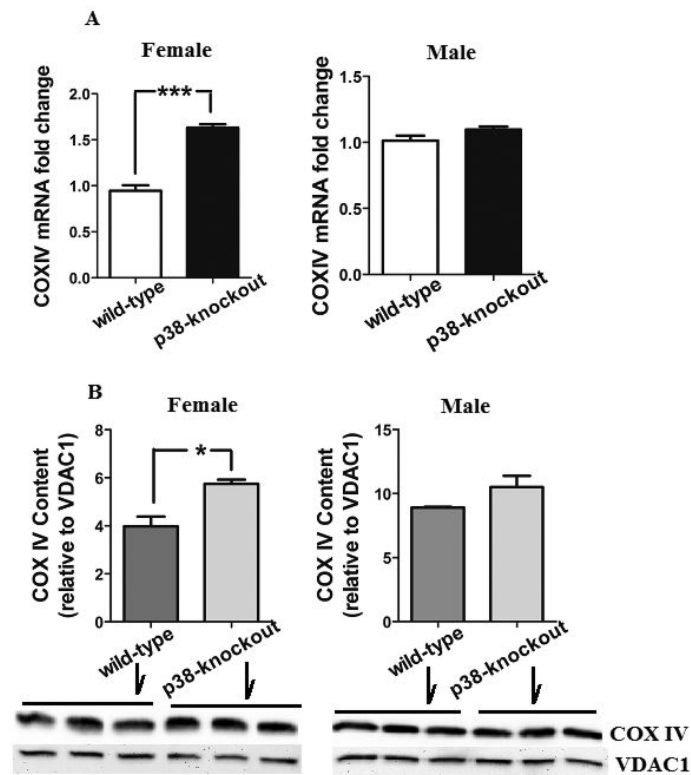 A
Female
Male
COXIV mRNA fold change
2.0
1.5
1.0
0.5
0.0
***
wild-type
p38-knockout
COXIV mRNA fold change
1.5
1.0
0.5
0.0
wild-type
p38-knockout
B
Female
Male
COX IV Content
(relative to VDAC1)
6
4
2
0
*
wild-type
p38-knockout
COX IV Content
(relative to VDAC1)
15
10
5
0
wild-type
p38-knockout
COX IV
VDAC1